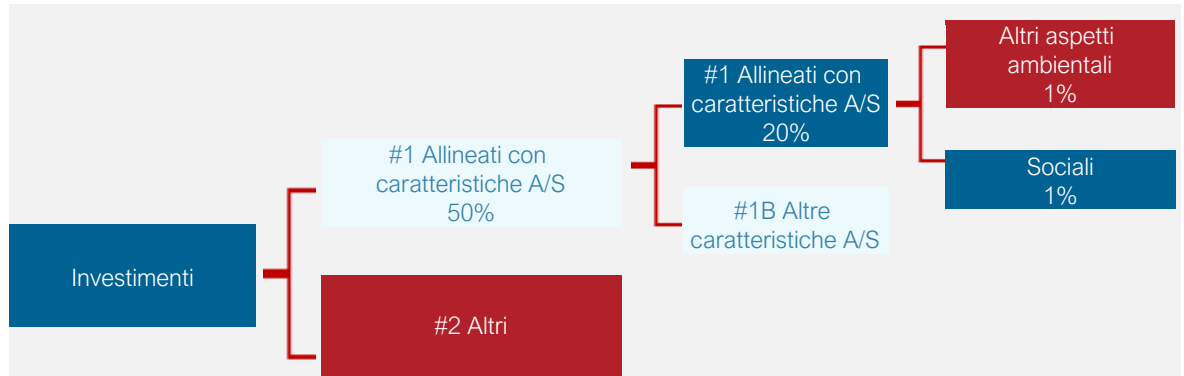 Investimenti
#1 Allineati con
caratteristiche A/S
50%
#2 Altri
#1 Allineati con
caratteristiche A/S
20%
#1B Altre
caratteristiche A/S
Altri aspetti
ambientali
1%
Sociali
1%